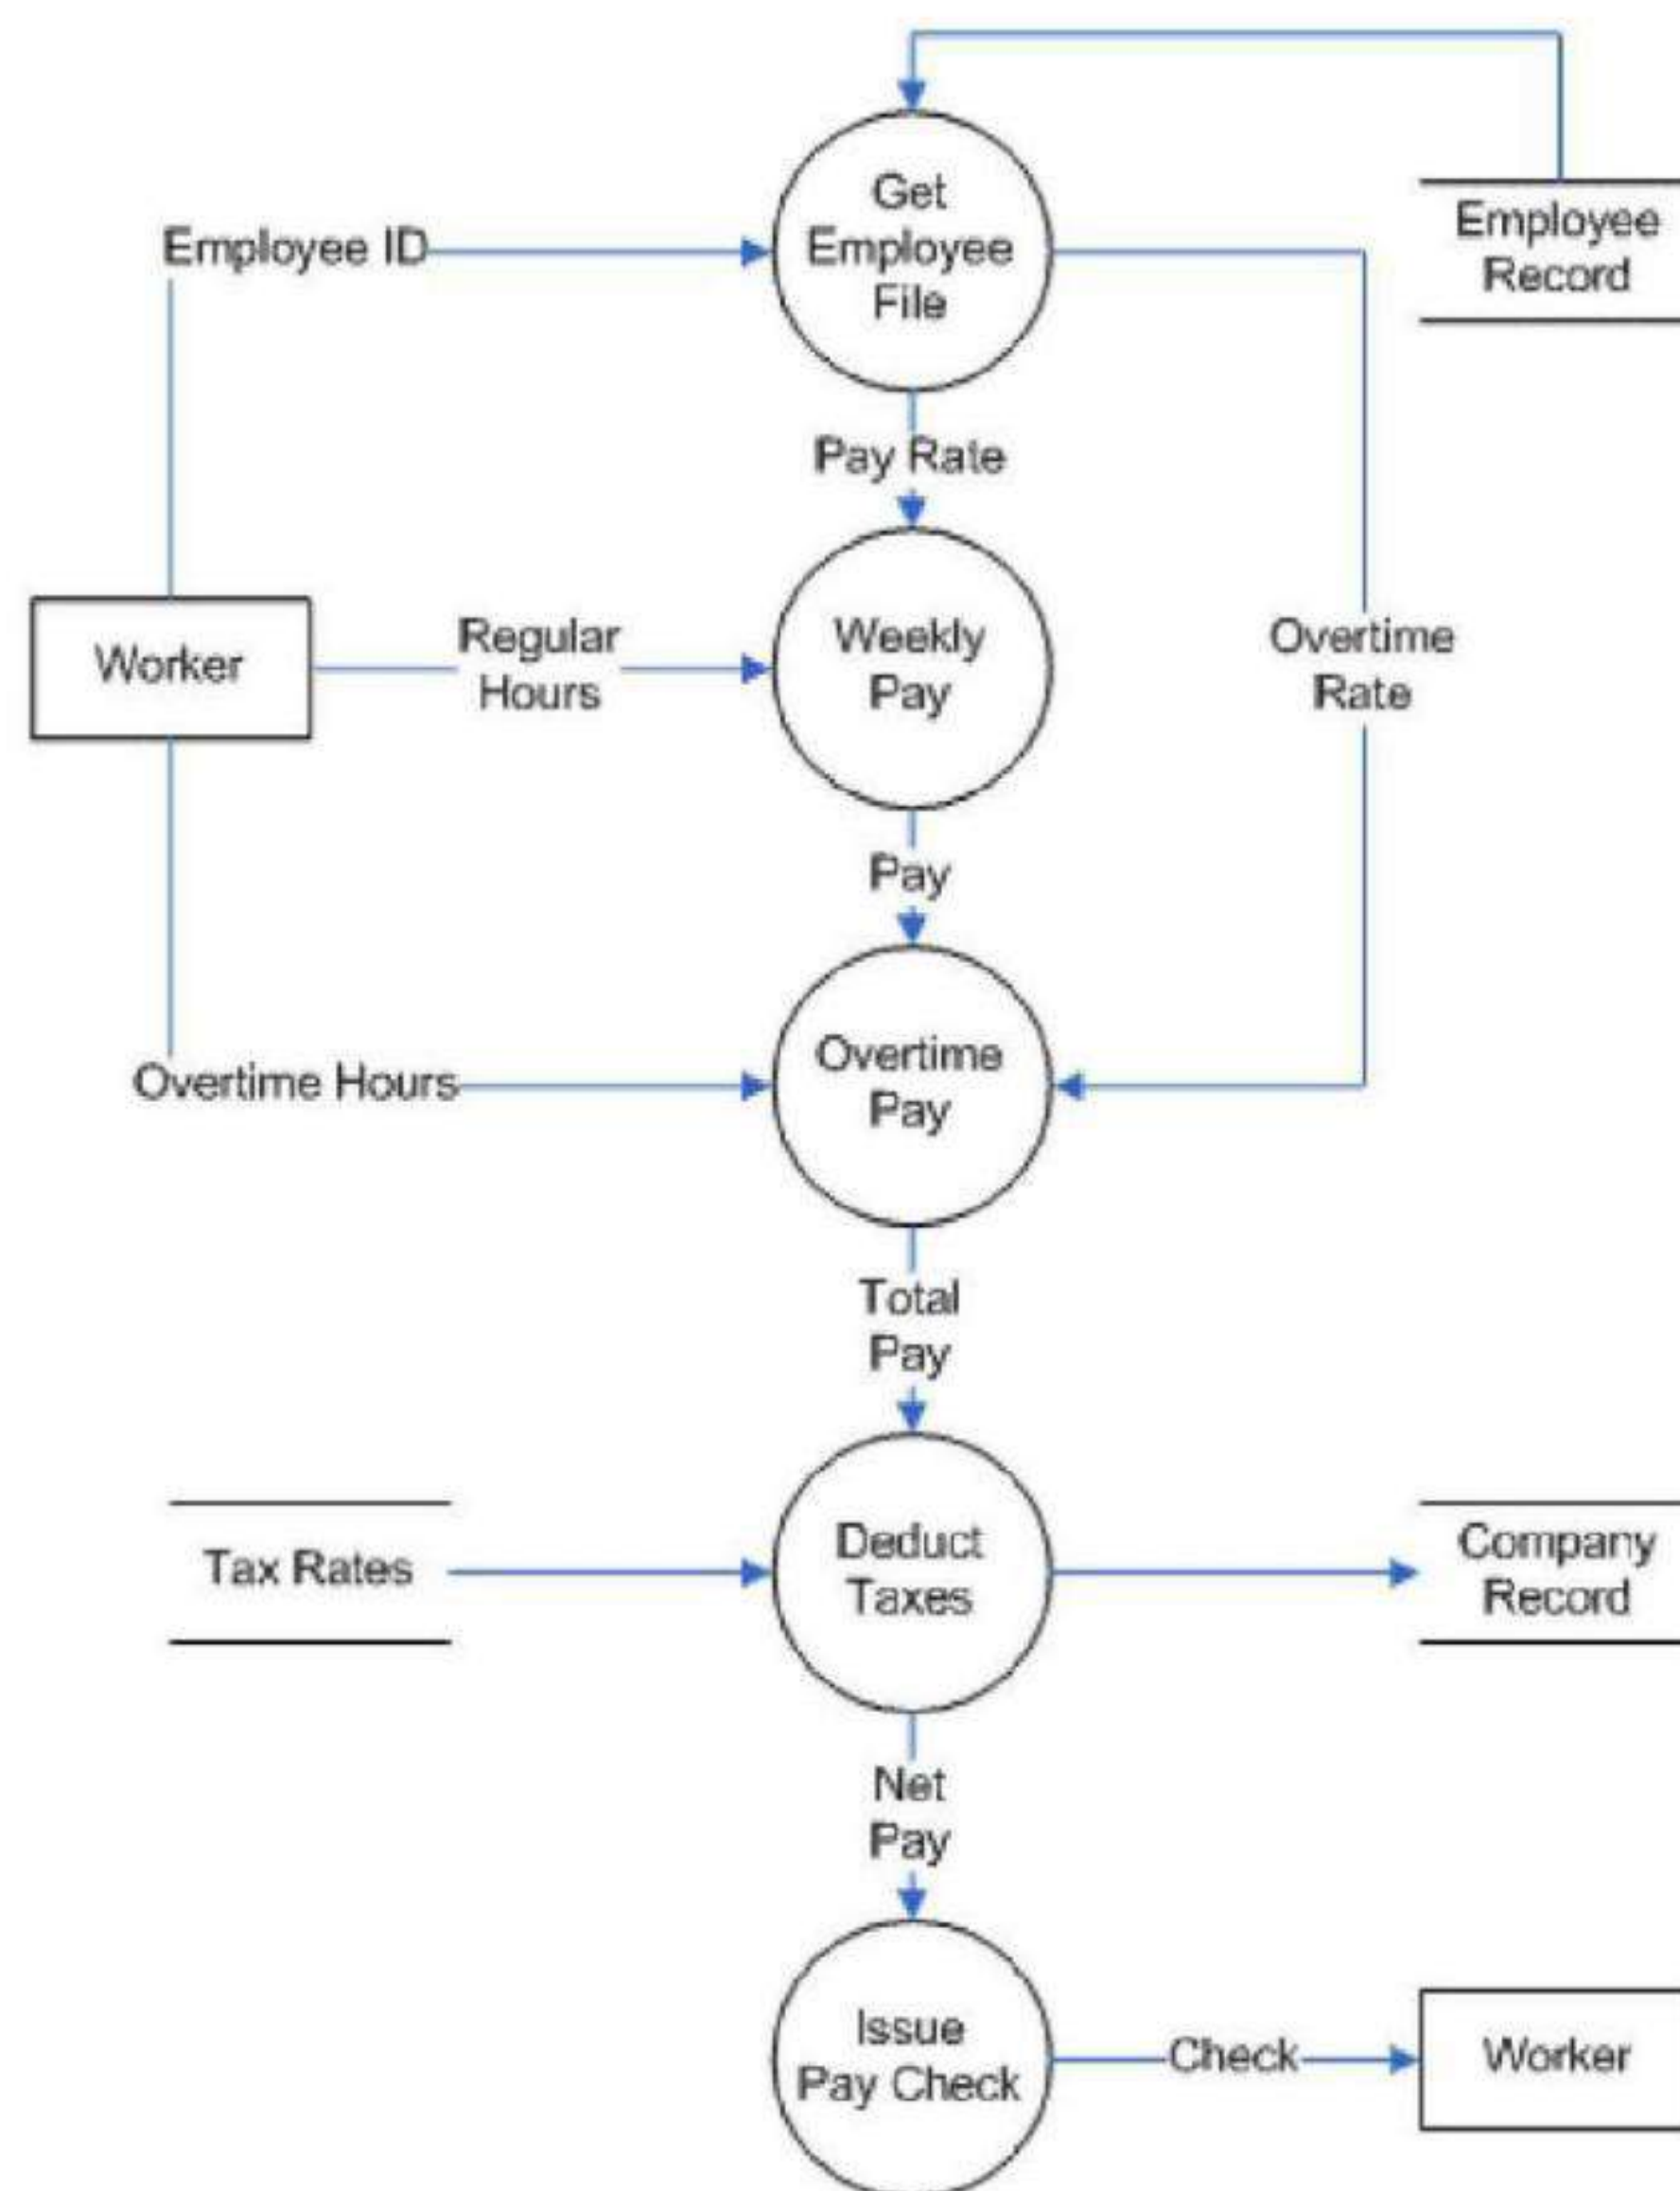 Get
Employee
File
Employee ID
Employee
Record
Pay Rate
Worker
Regular
Hours
Weekly
Pay
Overtime
Rate
Pay
Overtime Hours
Overtime
Pay
Total
Pay
Tax Rates
Deduct
Taxes
Company
Record
Net
Pay
Issue
Pay Check
Check
Worker